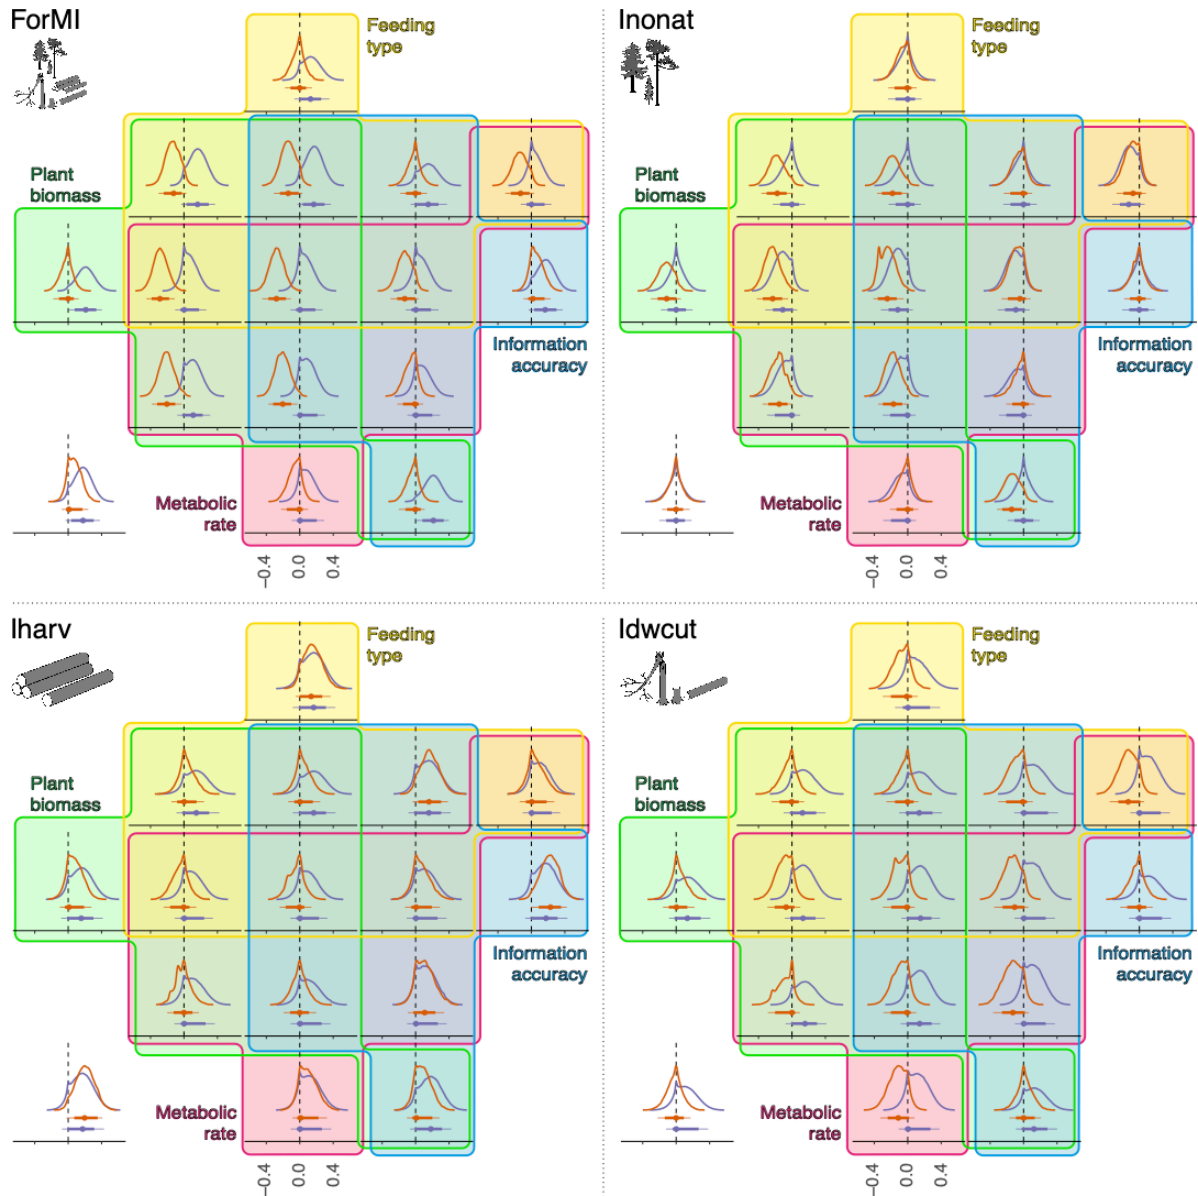 ForMI
Feeding
type
Plant
biomass
Information
accuracy
Metabolic
rate
−0.4
0.0
0.4
Inonat
Feeding
type
Plant
biomass
Information
accuracy
Metabolic
rate
−0.4
0.0
0.4
Iharv
Feeding
type
Plant
biomass
Information
accuracy
Metabolic
rate
−0.4
0.0
0.4
Idwcut
Feeding
type
Plant
biomass
Information
accuracy
Metabolic
rate
−0.4
0.0
0.4